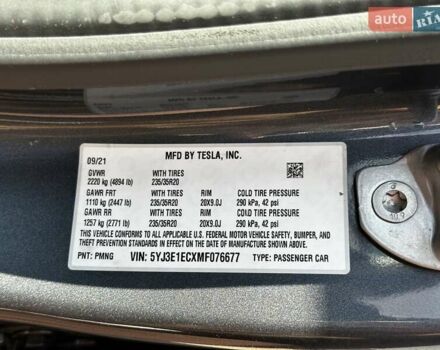 auto RIA
MFD BY TESLA, INC.
09/21
GVWR WITH TIRES
2220 kg (4894 lb) 235/35R20
GAWR FRT WITH TIRES RIM COLD TIRE PRESSURE
1110 kg (2447 lb) 235/35R20 20X9.0J 290 kPa, 42 psi
GAWR RR WITH TIRES RIM COLD TIRE PRESSURE
1257 kg (2771 lb) 235/35R20 20X9.0J 290 kPa, 42 psi
THIS VEHICLE CONFORMS TO ALL APPLICABLE U.S.
FEDERAL MOTOR VEHICLE SAFETY, BUMPER, AND
THEFT PREVENTION STANDARDS IN EFFECT ON THE
DATE OF MANUFACTURE SHOWN ABOVE.
PNT: PMNG VIN: 5YJ3E1ECXMF076677 TYPE: PASSENGER CAR